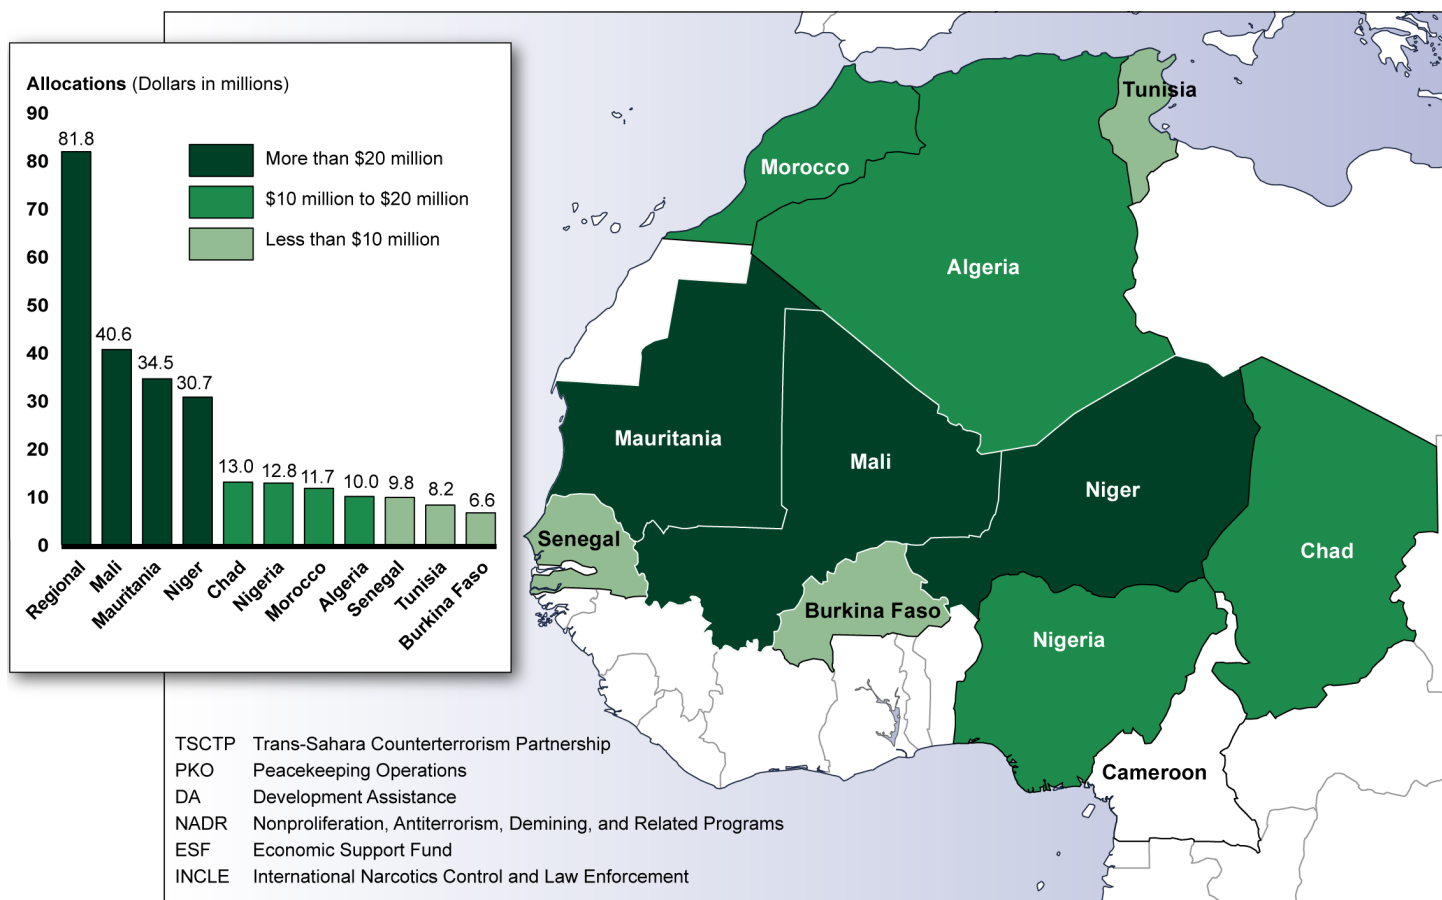 Allocations (Dollars in millions)
90
80
70
60
50
40
30
20
10
0
81.8
40.6
34.5
30.7
13.0
12.8
11.7
10.0
9.8
8.2
6.6
Regional
Mali
Mauritania
Niger
Chad
Nigeria
Morocco
Algeria
Senegal
Tunisia
Burkina Faso
More than $20 million
$10 million to $20 million
Less than $10 million
Tunisia
Morocco
Algeria
Mauritania
Mali
Niger
Senegal
Chad
Burkina Faso
Nigeria
Cameroon
TSCTP Trans-Sahara Counterterrorism Partnership
PKO Peacekeeping Operations
DA Development Assistance
NADR Nonproliferation, Antiterrorism, Demining, and Related Programs
ESF Economic Support Fund
INCLE International Narcotics Control and Law Enforcement